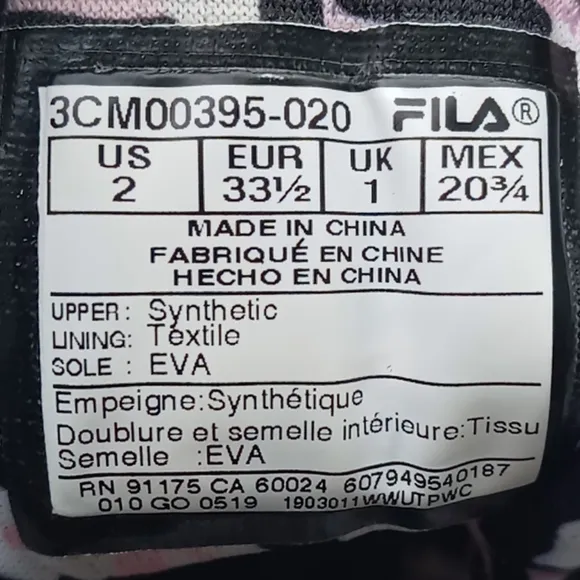 3CM00395-020 FILA®
US EUR UK MEX
2 33½ 1 20¾
MADE IN CHINA
FABRIQUÉ EN CHINE
HECHO EN CHINA
UPPER: Synthetic
LINING: Textile
SOLE : EVA
Empeigne:Synthétique
Doublure et semelle intérieure:Tissu
Semelle :EVA
RN 91175 CA 60024 607949540187
010 GO 0519 1903011WWUTPWC